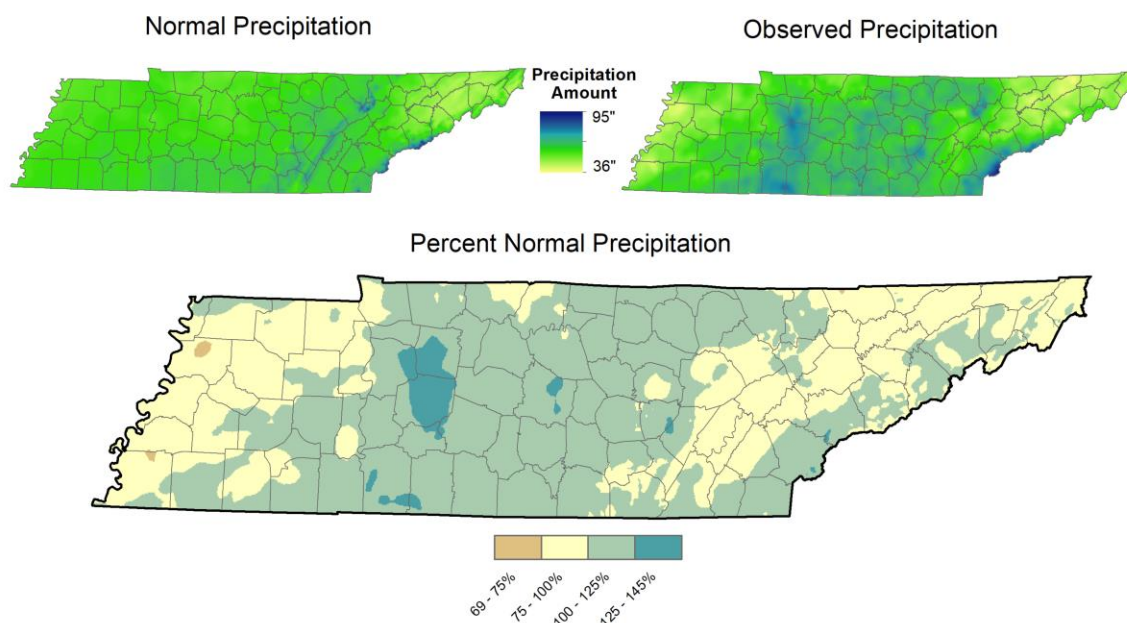 Normal Precipitation
Observed Precipitation
Precipitation
Amount
95"
36"
Percent Normal Precipitation
69 - 75%
75 - 100%
100 - 125%
125 - 145%